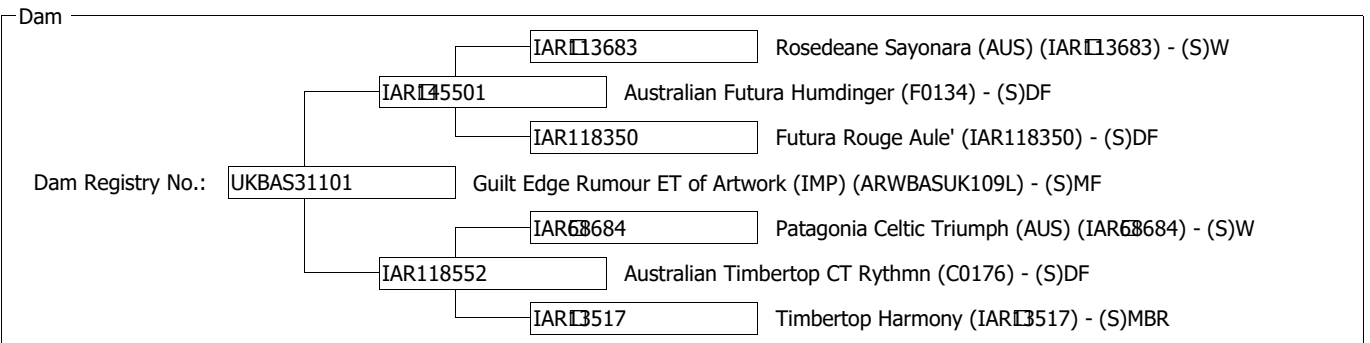 Dam
IAR113683 Rosedeane Sayonara (AUS) (IAR113683) - (S)W
IAR145501 Australian Futura Humdinger (F0134) - (S)DF
IAR118350 Futura Rouge Aule' (IAR118350) - (S)DF
Dam Registry No.: UKBAS31101 Guilt Edge Rumour ET of Artwork (IMP) (ARWBASUK109L) - (S)MF
IAR68684 Patagonia Celtic Triumph (AUS) (IAR68684) - (S)W
IAR118552 Australian Timbertop CT Rythmn (C0176) - (S)DF
IAR13517 Timbertop Harmony (IAR13517) - (S)MBR